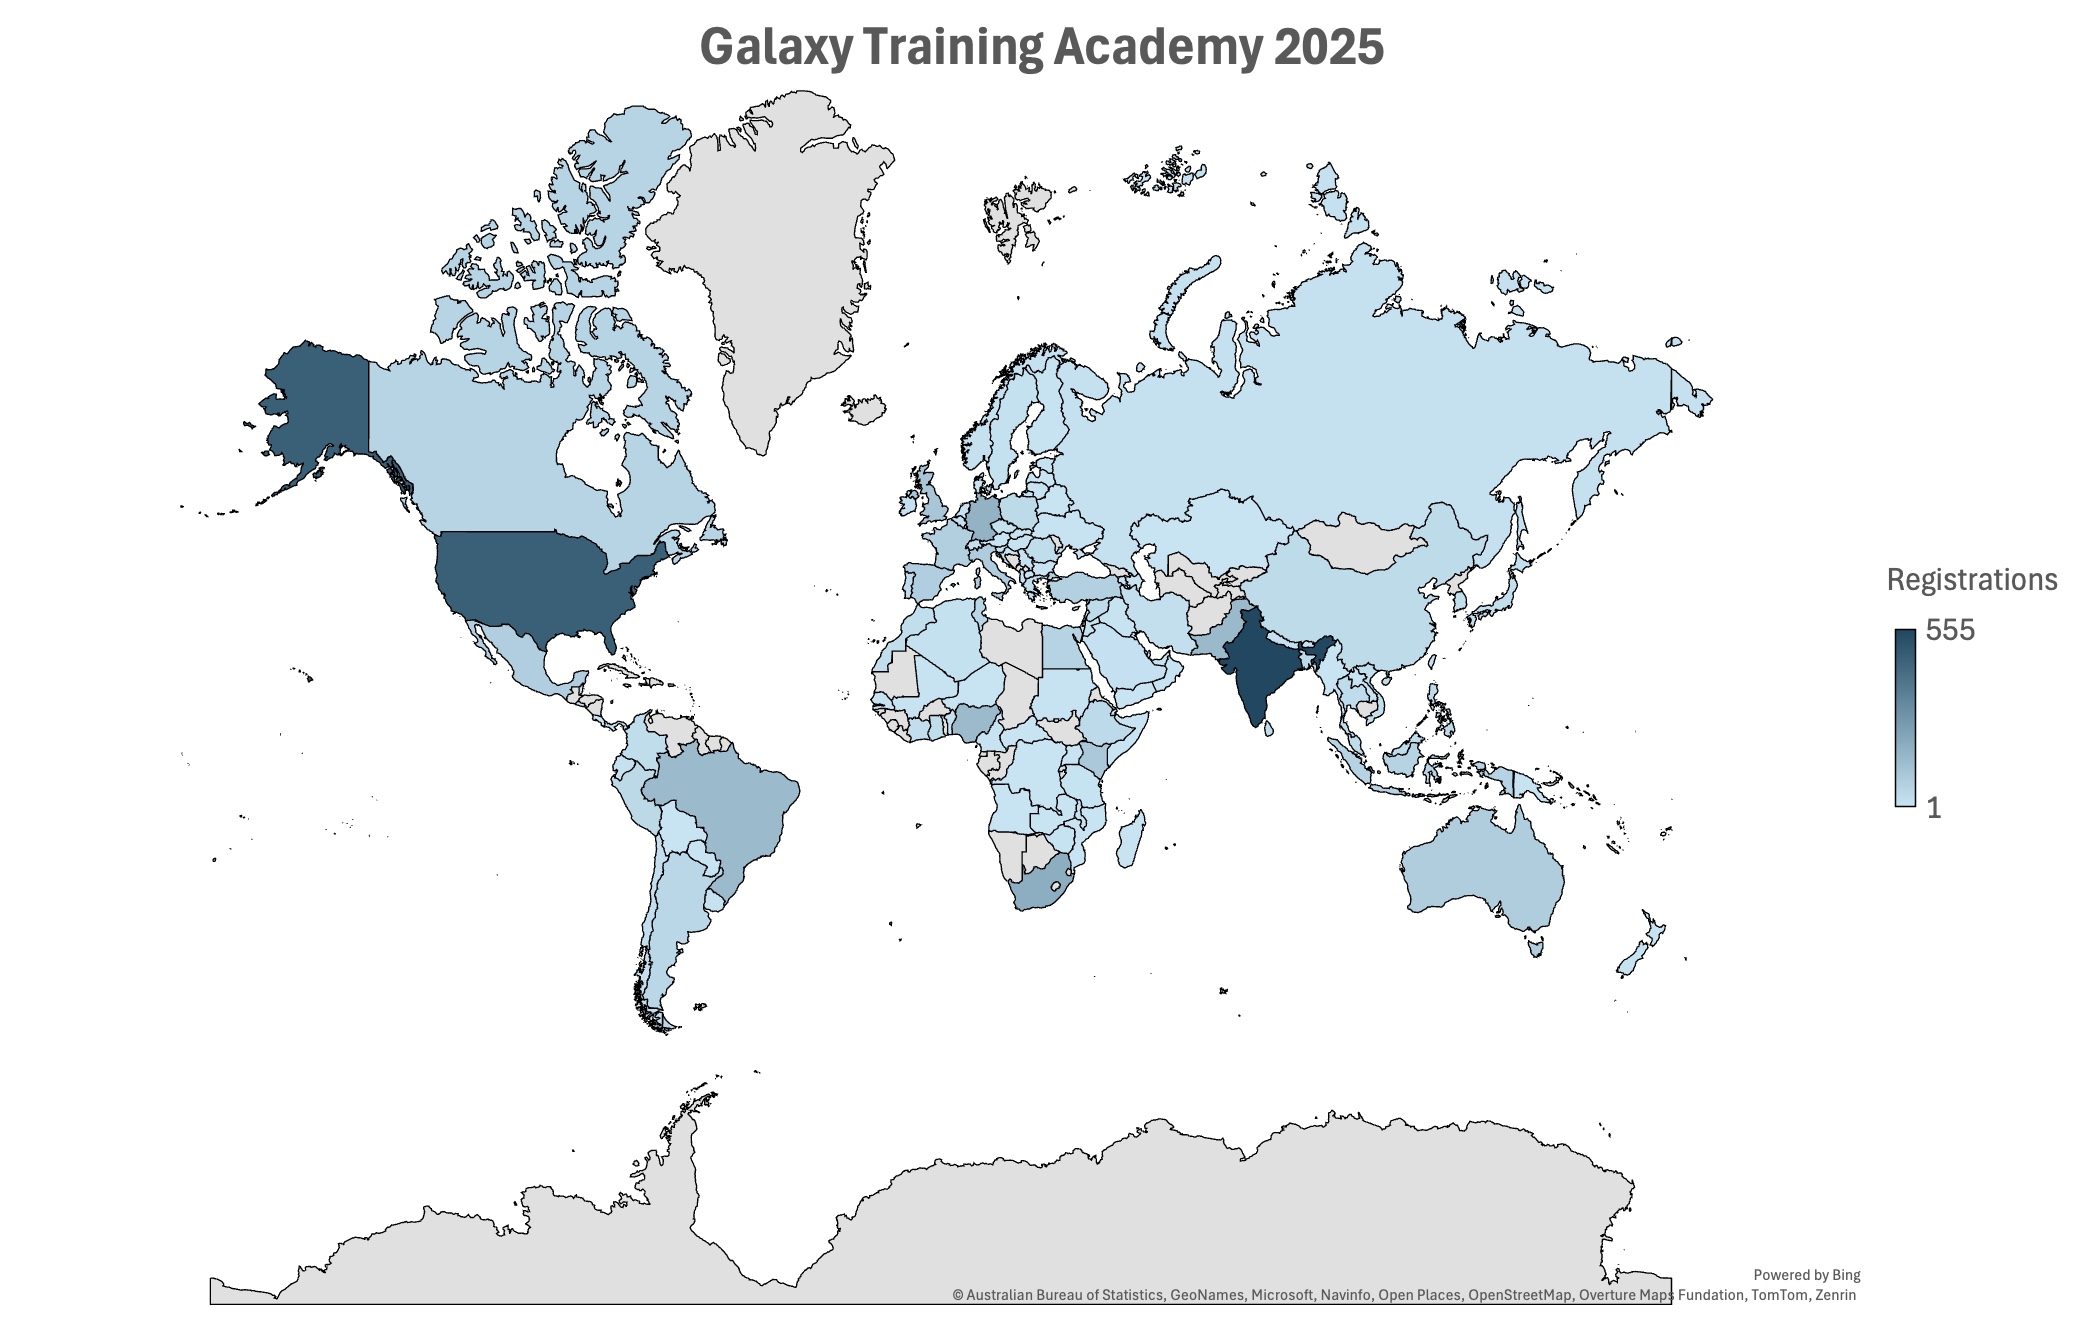 Galaxy Training Academy 2025
Registrations
555
1
Powered by Bing
© Australian Bureau of Statistics, GeoNames, Microsoft, Navinfo, Open Places, OpenStreetMap, Overture Maps Fundation, TomTom, Zenrin